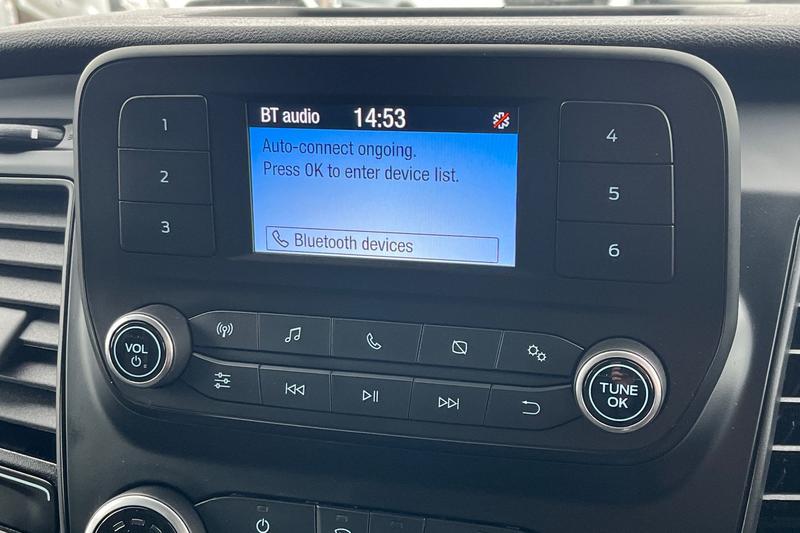 BT audio 14:53
Auto-connect ongoing.
Press OK to enter device list.
Bluetooth devices
1
2
3
4
5
6
VOL
TUNE
OK